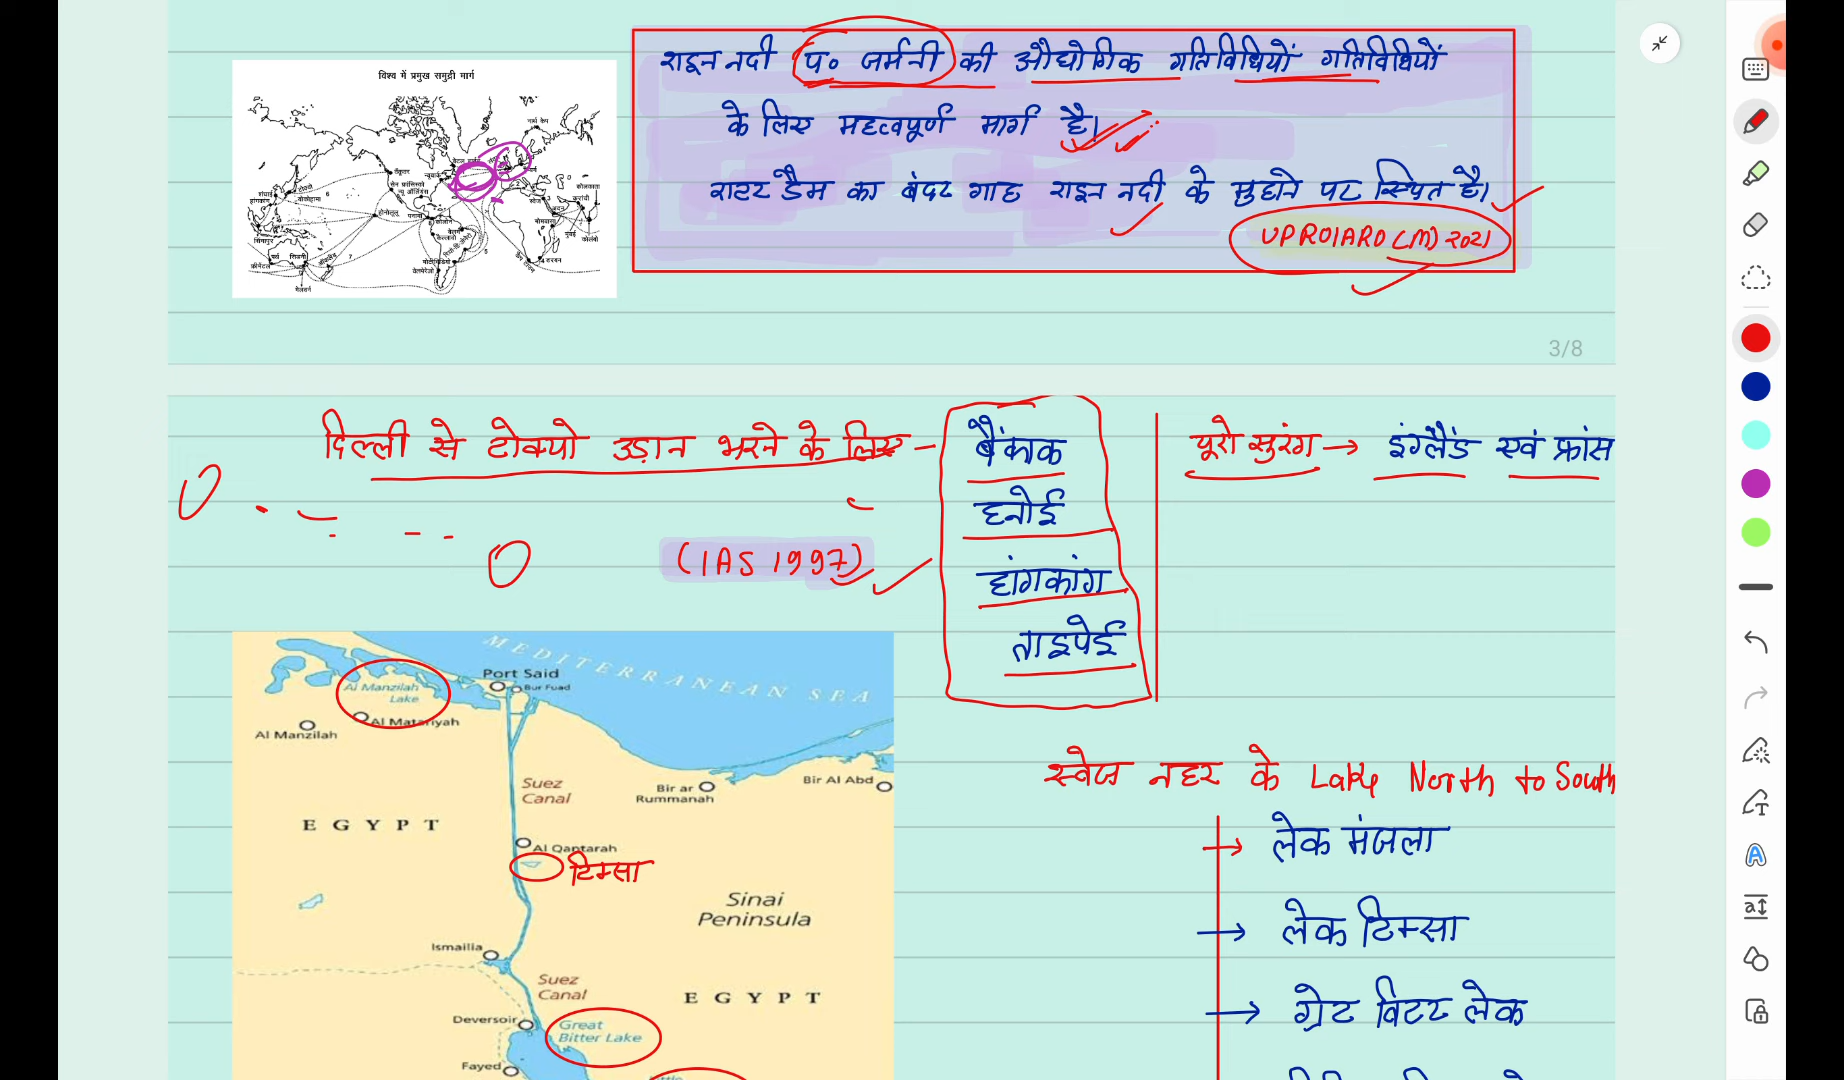 विश्व में प्रमुख समुद्री मार्ग
राइन नदी प॰ जर्मनी की औद्योगिक गतिविधियों गतिविधियों
के लिए महत्वपूर्ण मार्ग है।
राटर डैम का बंदर गाह राइन नदी के मुहाने पर स्थित है।
UPRO/ARO (M) 2021
3/8
दिल्ली से टोक्यो उड़ान भरने के लिए –
बैंकाक
हनोई
हांगकांग
ताइपेई
(IAS 1997)
यूरो सुरंग → इंग्लैंड एवं फ्रांस
MEDITERRANEAN SEA
Port Said
Bur Fuad
Al Manzilah
Lake
Al Matariyah
Al Manzilah
Suez
Canal
Bir ar
Rummanah
Bir Al Abd
EGYPT
Al Qantarah
टिम्सा
Sinai
Peninsula
Ismailia
Suez
Canal
EGYPT
Deversoir
Great
Bitter Lake
Fayed
स्वेज नहर के Lake North to South
→ लेक मंजला
→ लेक टिम्सा
→ ग्रेट बिटर लेक